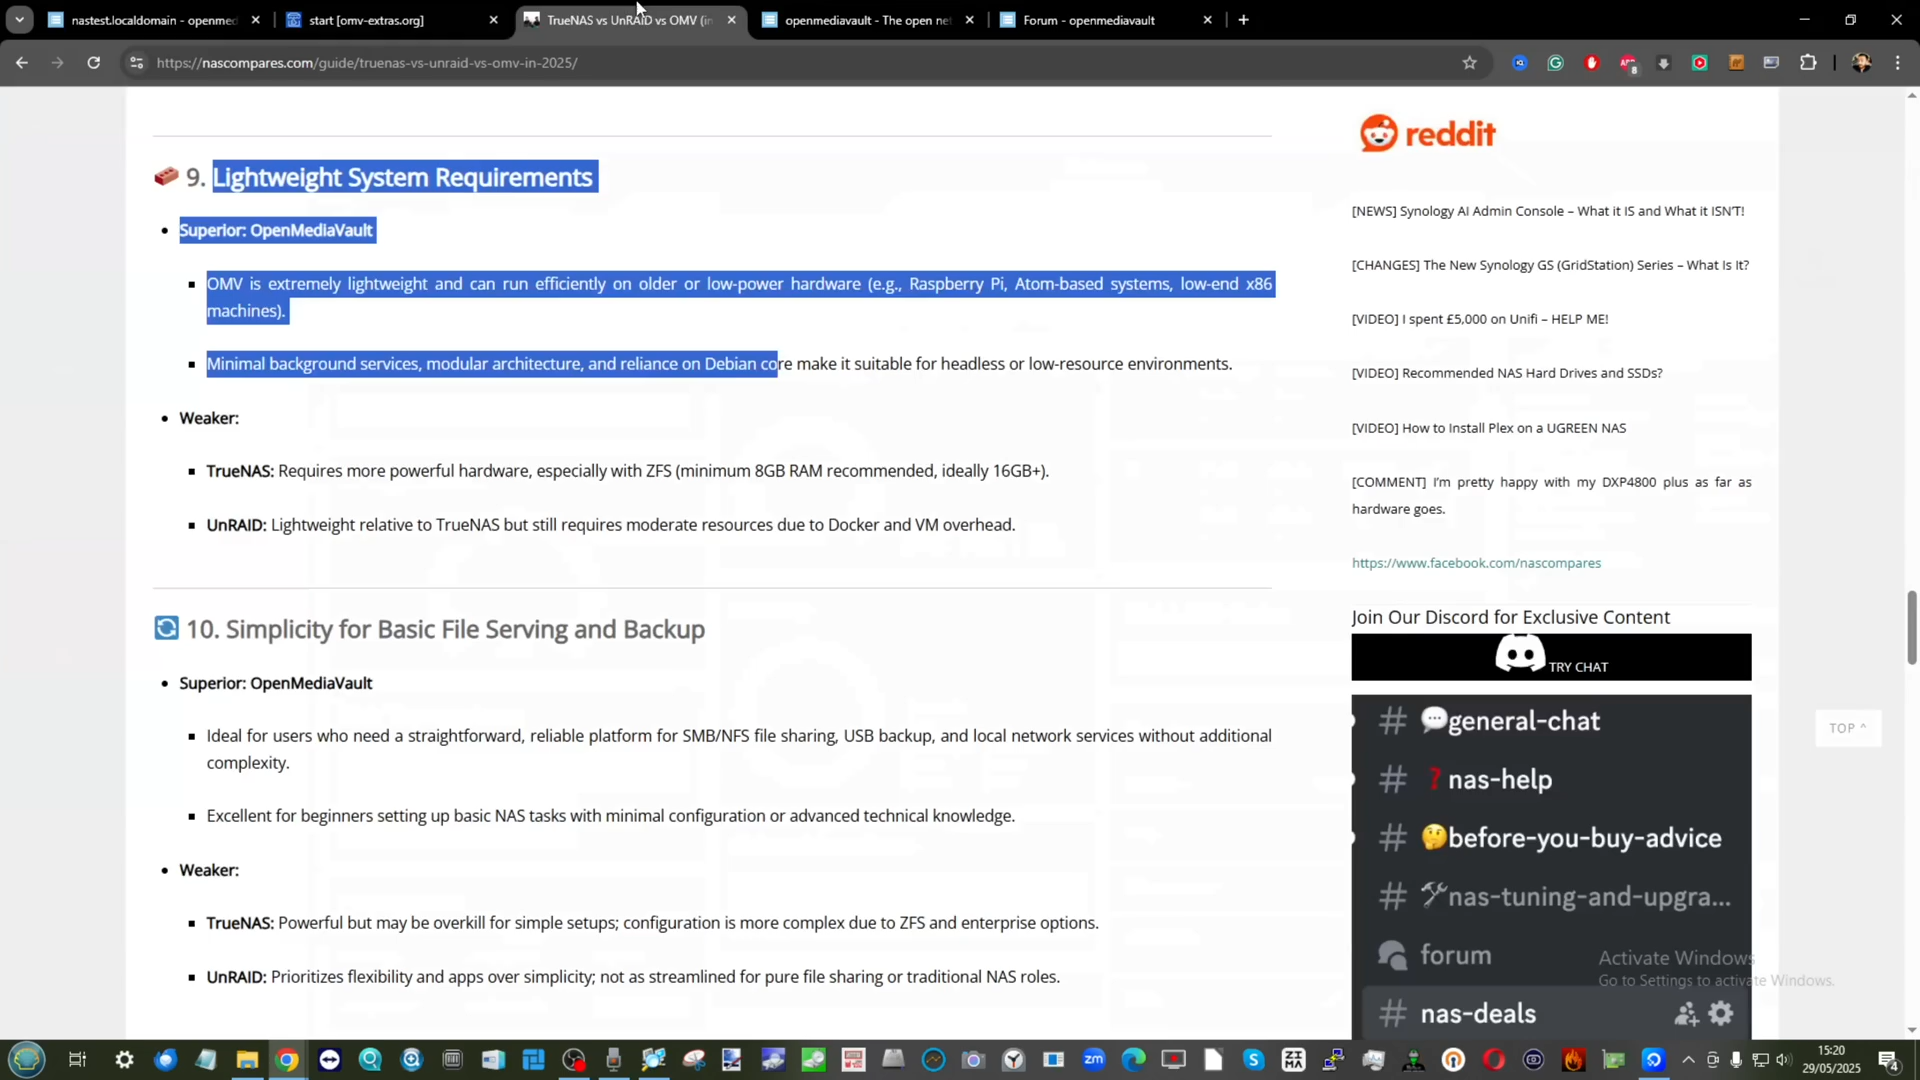 nastest.localdomain - openmed
start [omv-extras.org]
TrueNAS vs UnRAID vs OMV (in
openmediavault - The open net
Forum - openmediavault
https://nascompares.com/guide/truenas-vs-unraid-vs-omv-in-2025/
9. Lightweight System Requirements
Superior: OpenMediaVault
OMV is extremely lightweight and can run efficiently on older or low-power hardware (e.g., Raspberry Pi, Atom-based systems, low-end x86
machines).
Minimal background services, modular architecture, and reliance on Debian core make it suitable for headless or low-resource environments.
Weaker:
TrueNAS: Requires more powerful hardware, especially with ZFS (minimum 8GB RAM recommended, ideally 16GB+).
UnRAID: Lightweight relative to TrueNAS but still requires moderate resources due to Docker and VM overhead.
10. Simplicity for Basic File Serving and Backup
Superior: OpenMediaVault
Ideal for users who need a straightforward, reliable platform for SMB/NFS file sharing, USB backup, and local network services without additional
complexity.
Excellent for beginners setting up basic NAS tasks with minimal configuration or advanced technical knowledge.
Weaker:
TrueNAS: Powerful but may be overkill for simple setups; configuration is more complex due to ZFS and enterprise options.
UnRAID: Prioritizes flexibility and apps over simplicity; not as streamlined for pure file sharing or traditional NAS roles.
reddit
[NEWS] Synology AI Admin Console – What it IS and What it ISN'T!
[CHANGES] The New Synology GS (GridStation) Series – What Is It?
[VIDEO] I spent £5,000 on Unifi – HELP ME!
[VIDEO] Recommended NAS Hard Drives and SSDs?
[VIDEO] How to Install Plex on a UGREEN NAS
[COMMENT] I'm pretty happy with my DXP4800 plus as far as
hardware goes.
https://www.facebook.com/nascompares
Join Our Discord for Exclusive Content
TRY CHAT
# 💬general-chat
# ❓nas-help
# 🤔before-you-buy-advice
# 🛠nas-tuning-and-upgra...
forum
# nas-deals
TOP ^
Activate Windows
Go to Settings to activate Windows.
zm
15:20
29/05/2025
4